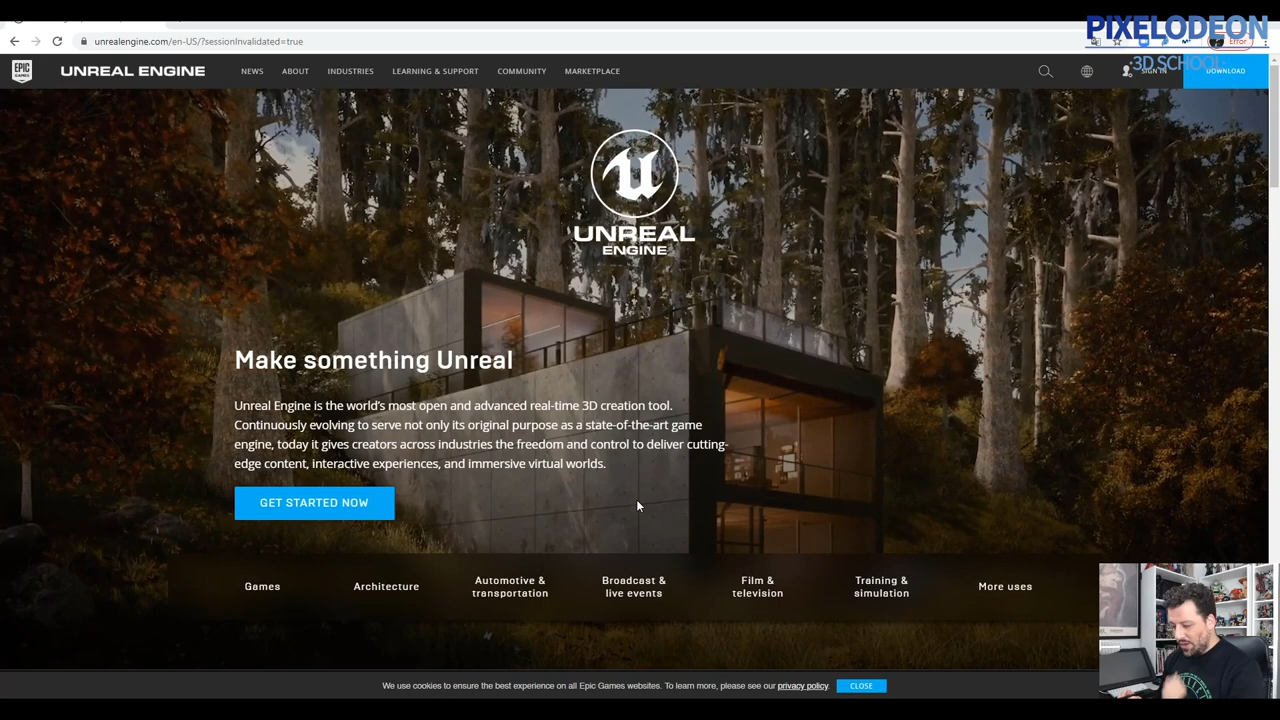 PIXELODEON
·3D SCHOOL·
unrealengine.com/en-US/?sessionInvalidated=true
Error
EPIC
GAMES
UNREAL ENGINE
NEWS
ABOUT
INDUSTRIES
LEARNING & SUPPORT
COMMUNITY
MARKETPLACE
SIGN IN
DOWNLOAD
UNREAL
ENGINE
Make something Unreal
Unreal Engine is the world's most open and advanced real-time 3D creation tool.
Continuously evolving to serve not only its original purpose as a state-of-the-art game
engine, today it gives creators across industries the freedom and control to deliver cutting-
edge content, interactive experiences, and immersive virtual worlds.
GET STARTED NOW
Games
Architecture
Automotive &
transportation
Broadcast &
live events
Film &
television
Training &
simulation
More uses
We use cookies to ensure the best experience on all Epic Games websites. To learn more, please see our privacy policy.
CLOSE